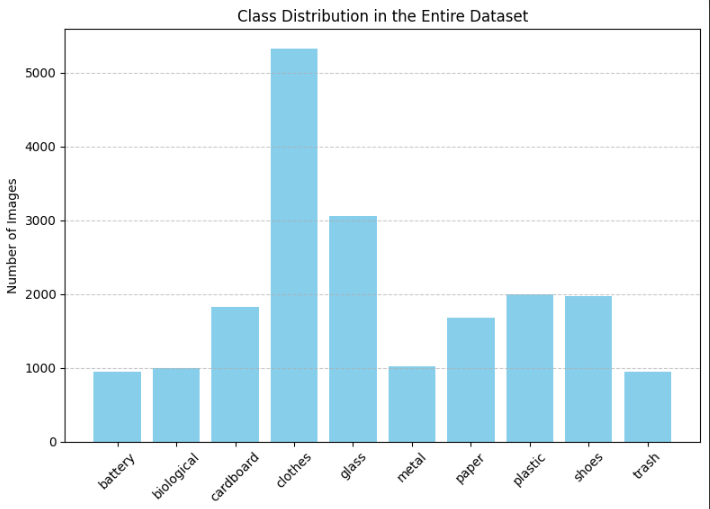 Class Distribution in the Entire Dataset
Number of Images
5000
4000
3000
2000
1000
0
battery
biological
cardboard
clothes
glass
metal
paper
plastic
shoes
trash